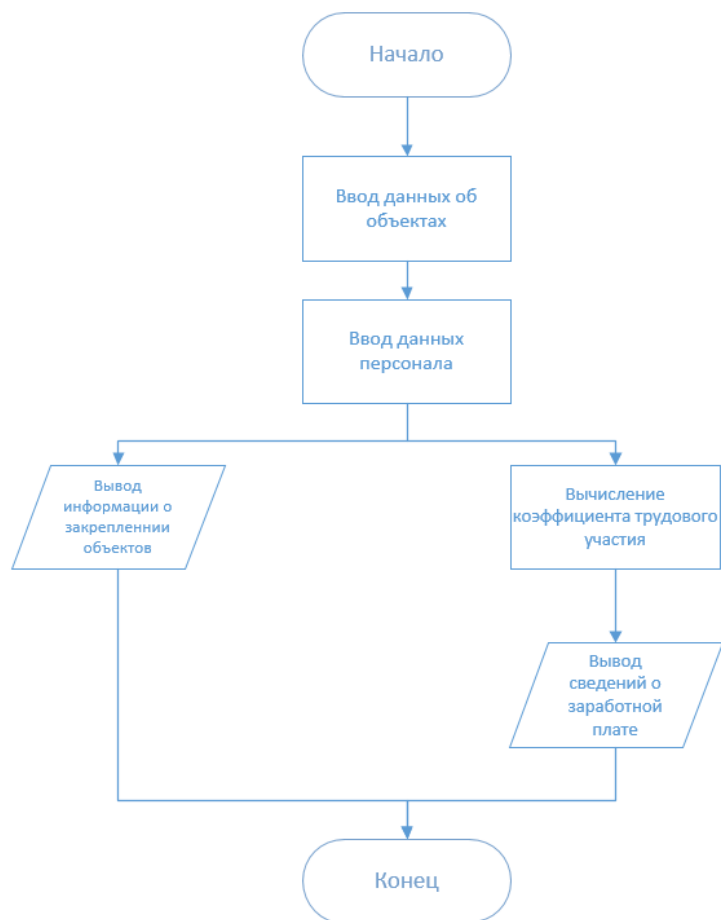 Начало
Ввод данных об
объектах
Ввод данных
персонала
Вывод
информации о
закреплennии
объектов
Вычисление
коэффициента трудового
участия
Вывод
сведений о
заработной
плате
Конец